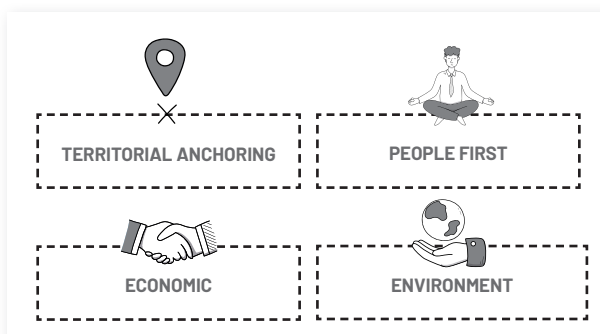 TERRITORIAL ANCHORING
PEOPLE FIRST
ECONOMIC
ENVIRONMENT